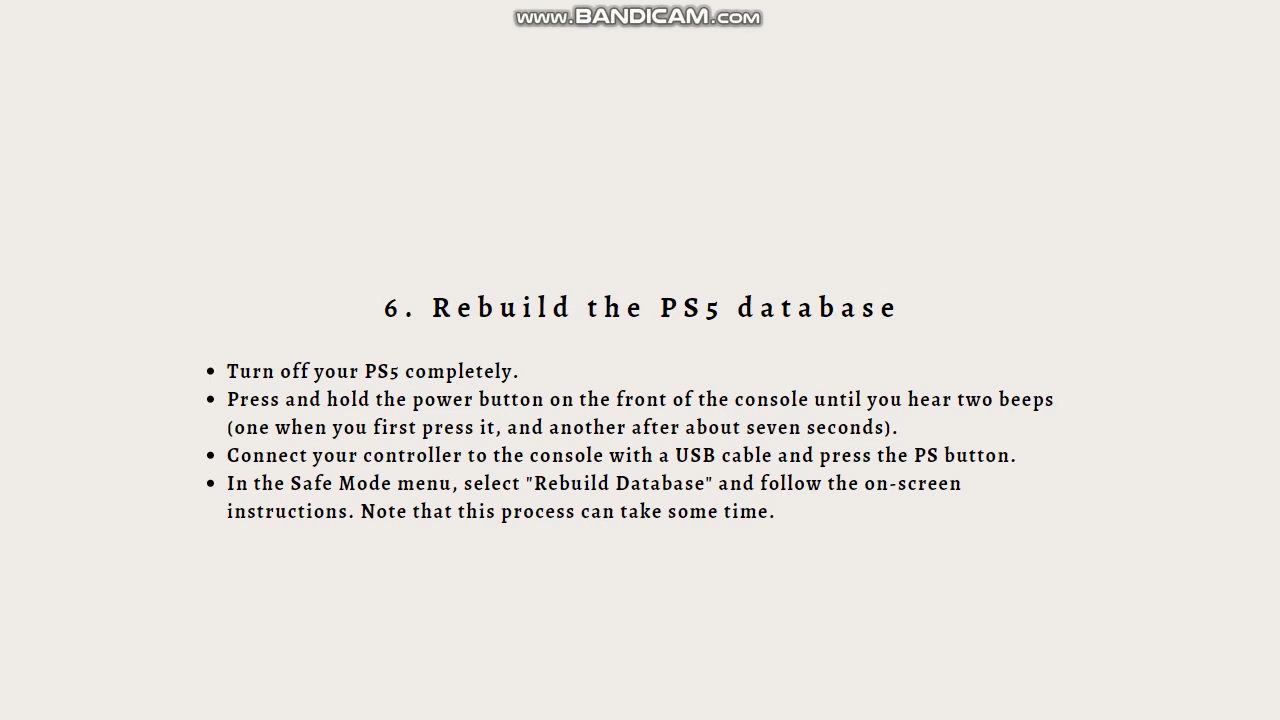 www.BANDICAM.com
6. Rebuild the PS5 database
• Turn off your PS5 completely.
• Press and hold the power button on the front of the console until you hear two beeps
(one when you first press it, and another after about seven seconds).
• Connect your controller to the console with a USB cable and press the PS button.
• In the Safe Mode menu, select "Rebuild Database" and follow the on-screen
instructions. Note that this process can take some time.